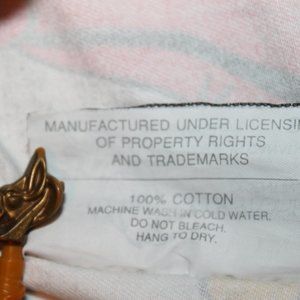 MANUFACTURED UNDER LICENSIN
OF PROPERTY RIGHTS
AND TRADEMARKS
100% COTTON
MACHINE WASH IN COLD WATER.
DO NOT BLEACH.
HANG TO DRY.